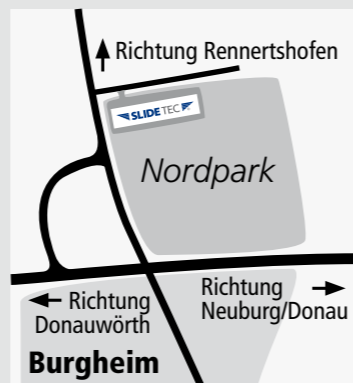 Richtung Rennertshofen
SLIDE TEC
Nordpark
Richtung
Donauwörth
Richtung
Neuburg/Donau
Burgheim